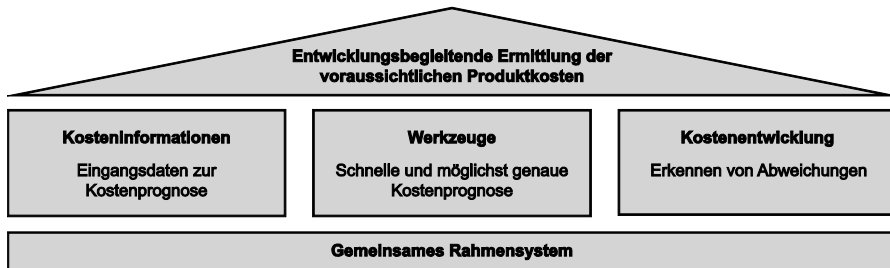 Entwicklungsbegleitende Ermittlung der
voraussichtlichen Produktkosten
Kosteninformationen
Eingangsdaten zur
Kostenprognose
Werkzeuge
Schnelle und möglichst genaue
Kostenprognose
Kostenentwicklung
Erkennen von Abweichungen
Gemeinsames Rahmensystem